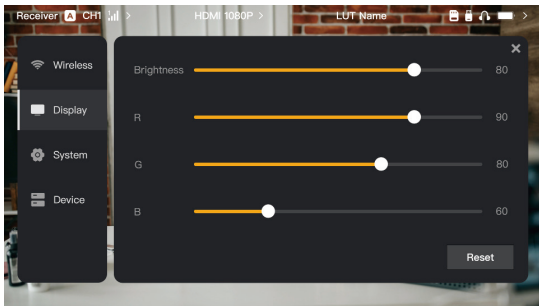 Receiver A CH1 >
HDMI 1080P >
LUT Name
>
Wireless
Display
System
Device
Brightness 80
R 90
G 80
B 60
Reset